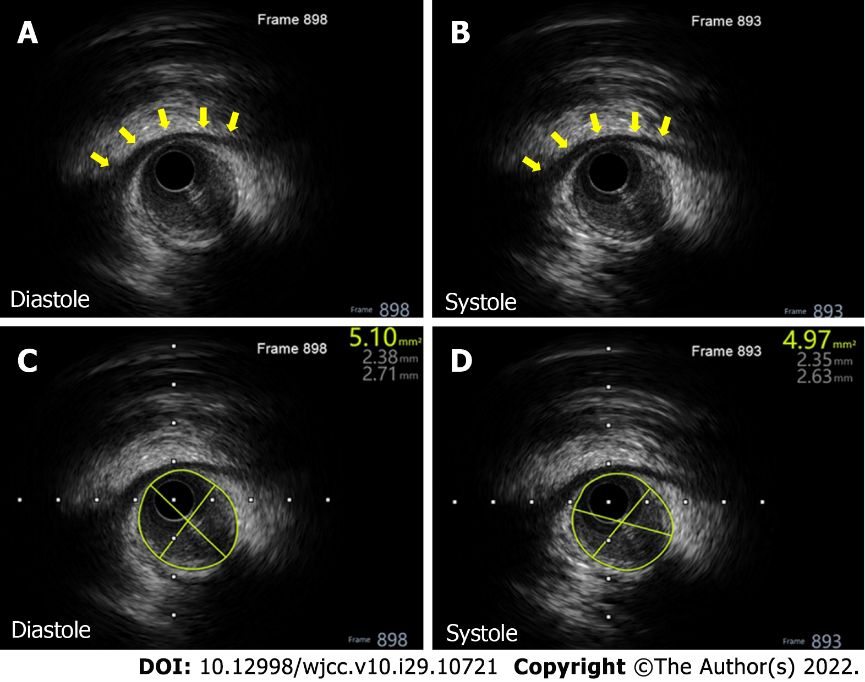 A
Frame 898
Diastole
Frame 898
B
Frame 893
Systole
Frame 893
C
Frame 898
5.10 mm²
2.38 mm
2.71 mm
Diastole
Frame 898
D
Frame 893
4.97 mm²
2.35 mm
2.63 mm
Systole
Frame 893
DOI: 10.12998/wjcc.v10.i29.10721 Copyright ©The Author(s) 2022.